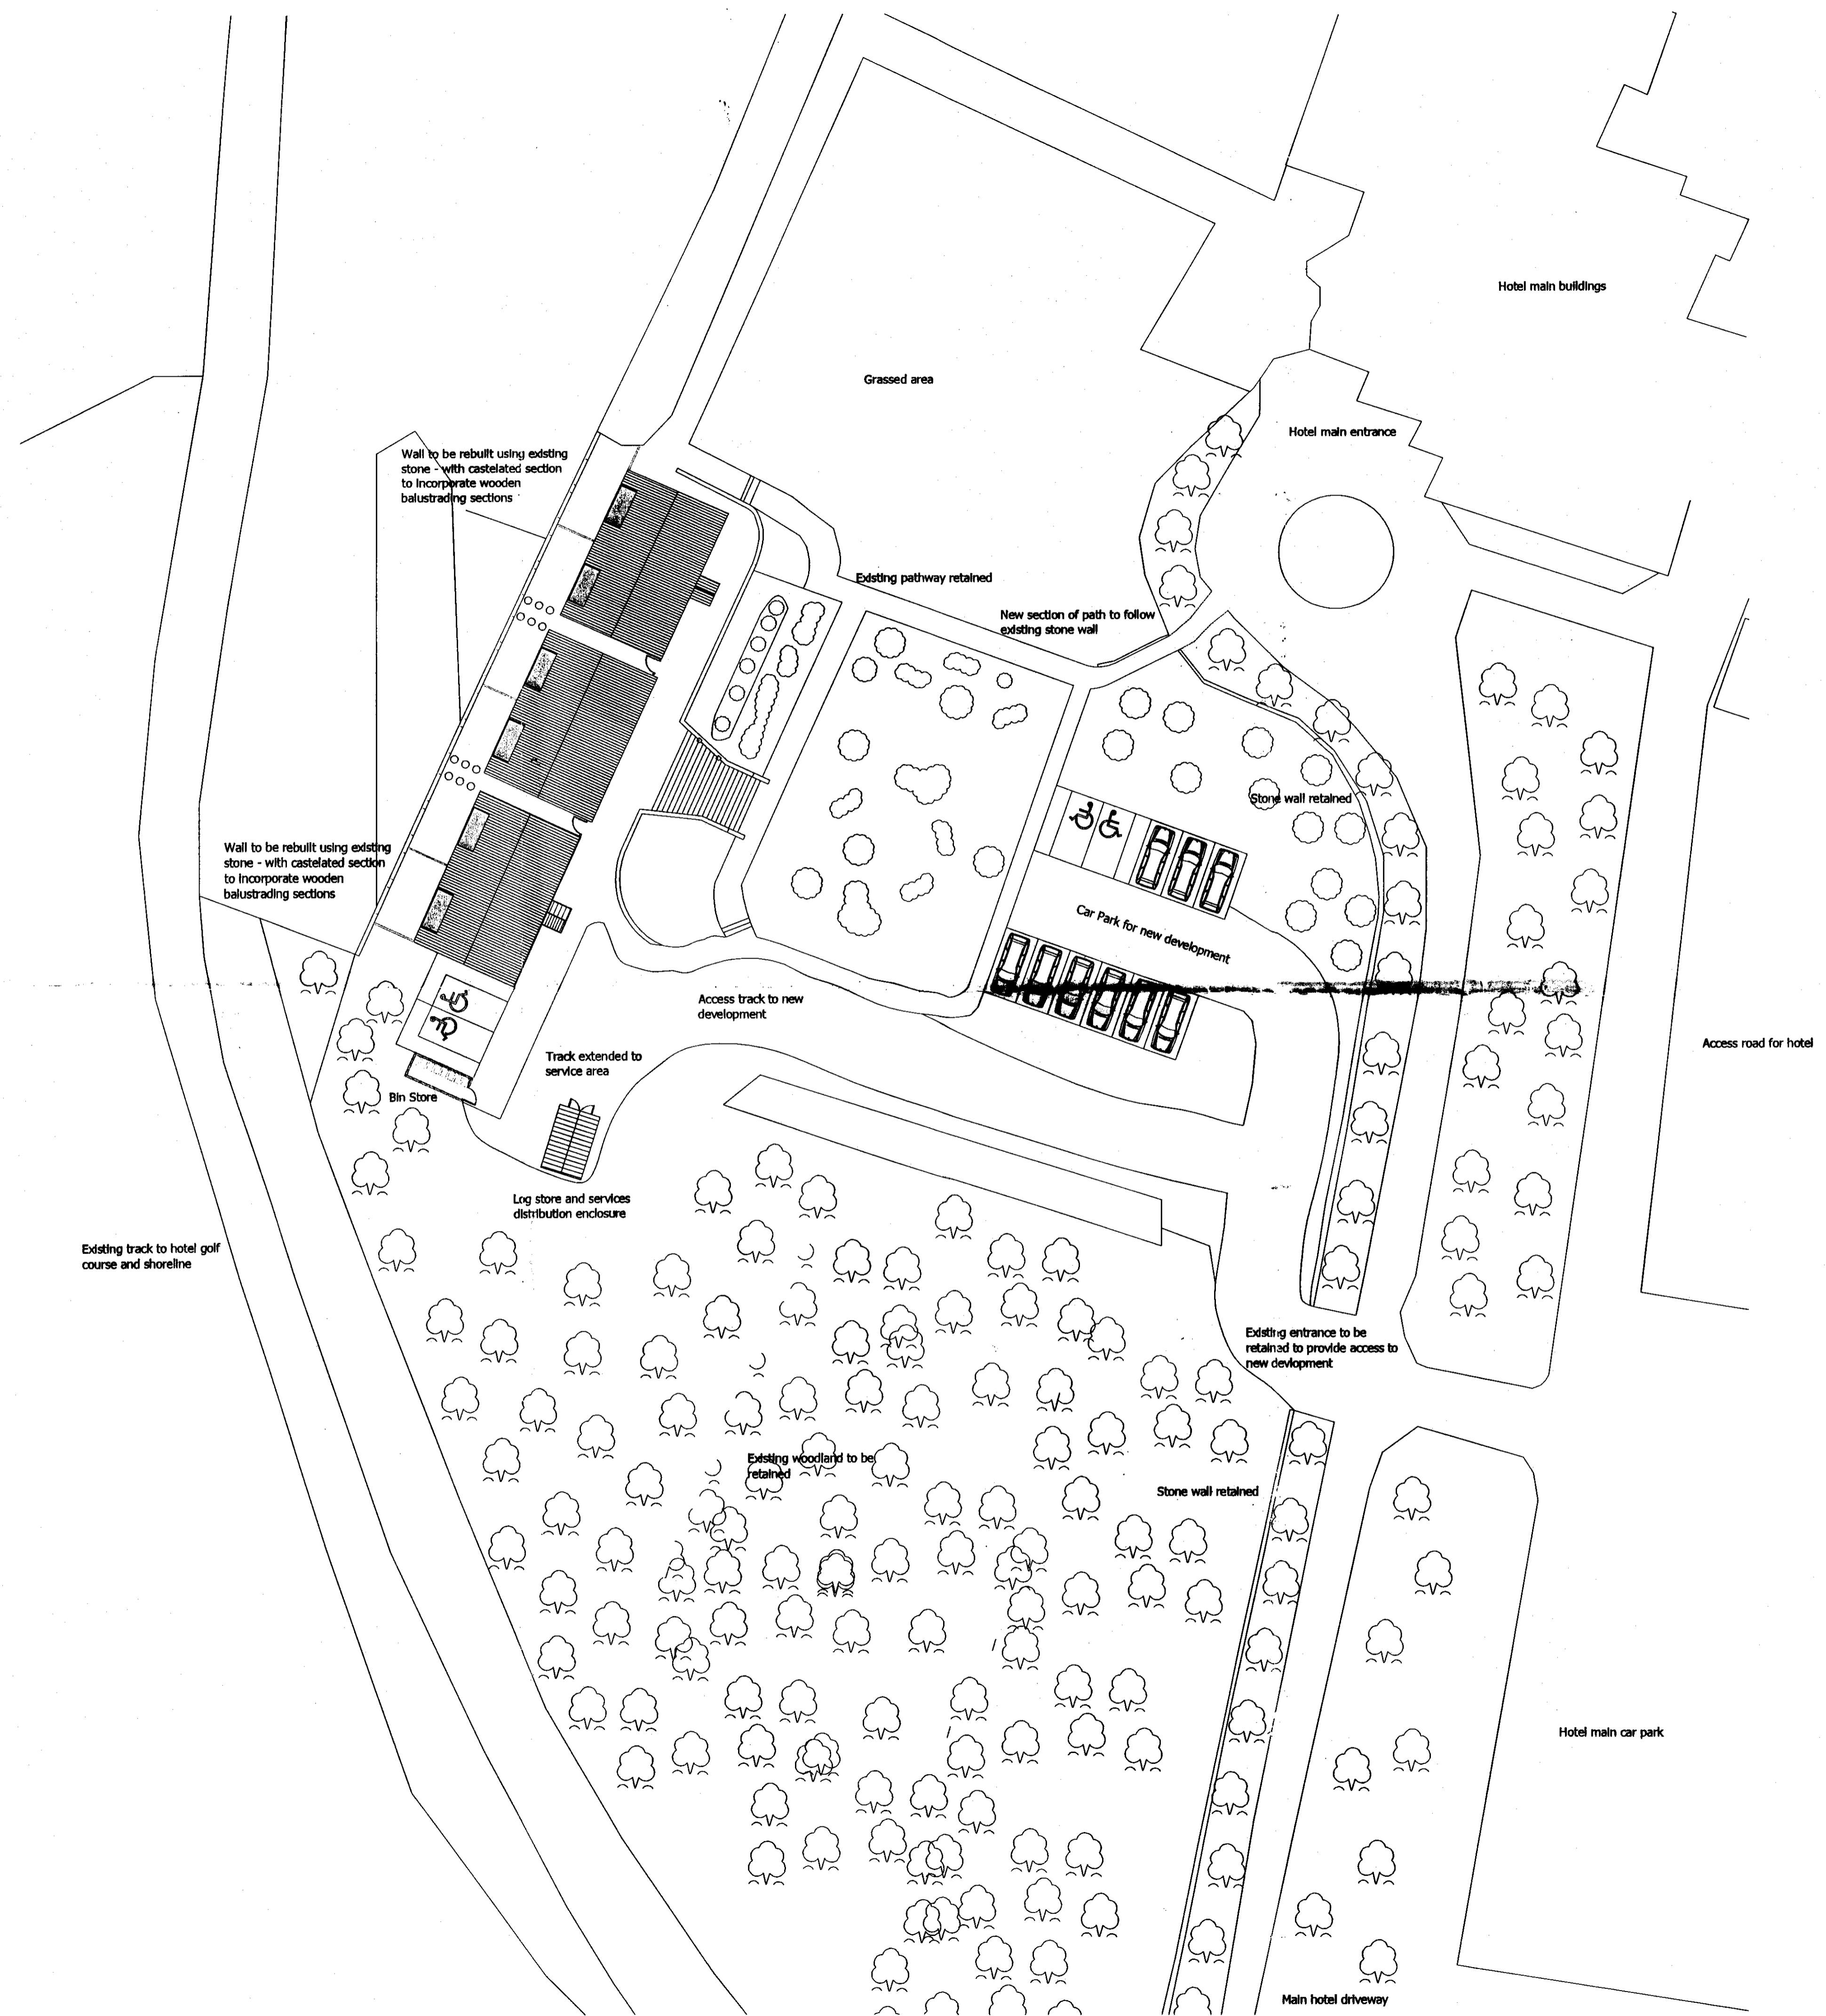 Hotel main buildings
Grassed area
Hotel main entrance
Wall to be rebuilt using existing
stone - with castelated section
to incorporate wooden
balustrading sections
Existing pathway retained
New section of path to follow
existing stone wall
Stone wall retained
Wall to be rebuilt using existing
stone - with castelated section
to incorporate wooden
balustrading sections
Car Park for new development
Access track to new
development
Access road for hotel
Track extended to
service area
Bin Store
Log store and services
distribution enclosure
Existing track to hotel golf
course and shoreline
Existing entrance to be
retained to provide access to
new devlopment
Existing woodland to be
retained
Stone wall retained
Hotel main car park
Main hotel driveway